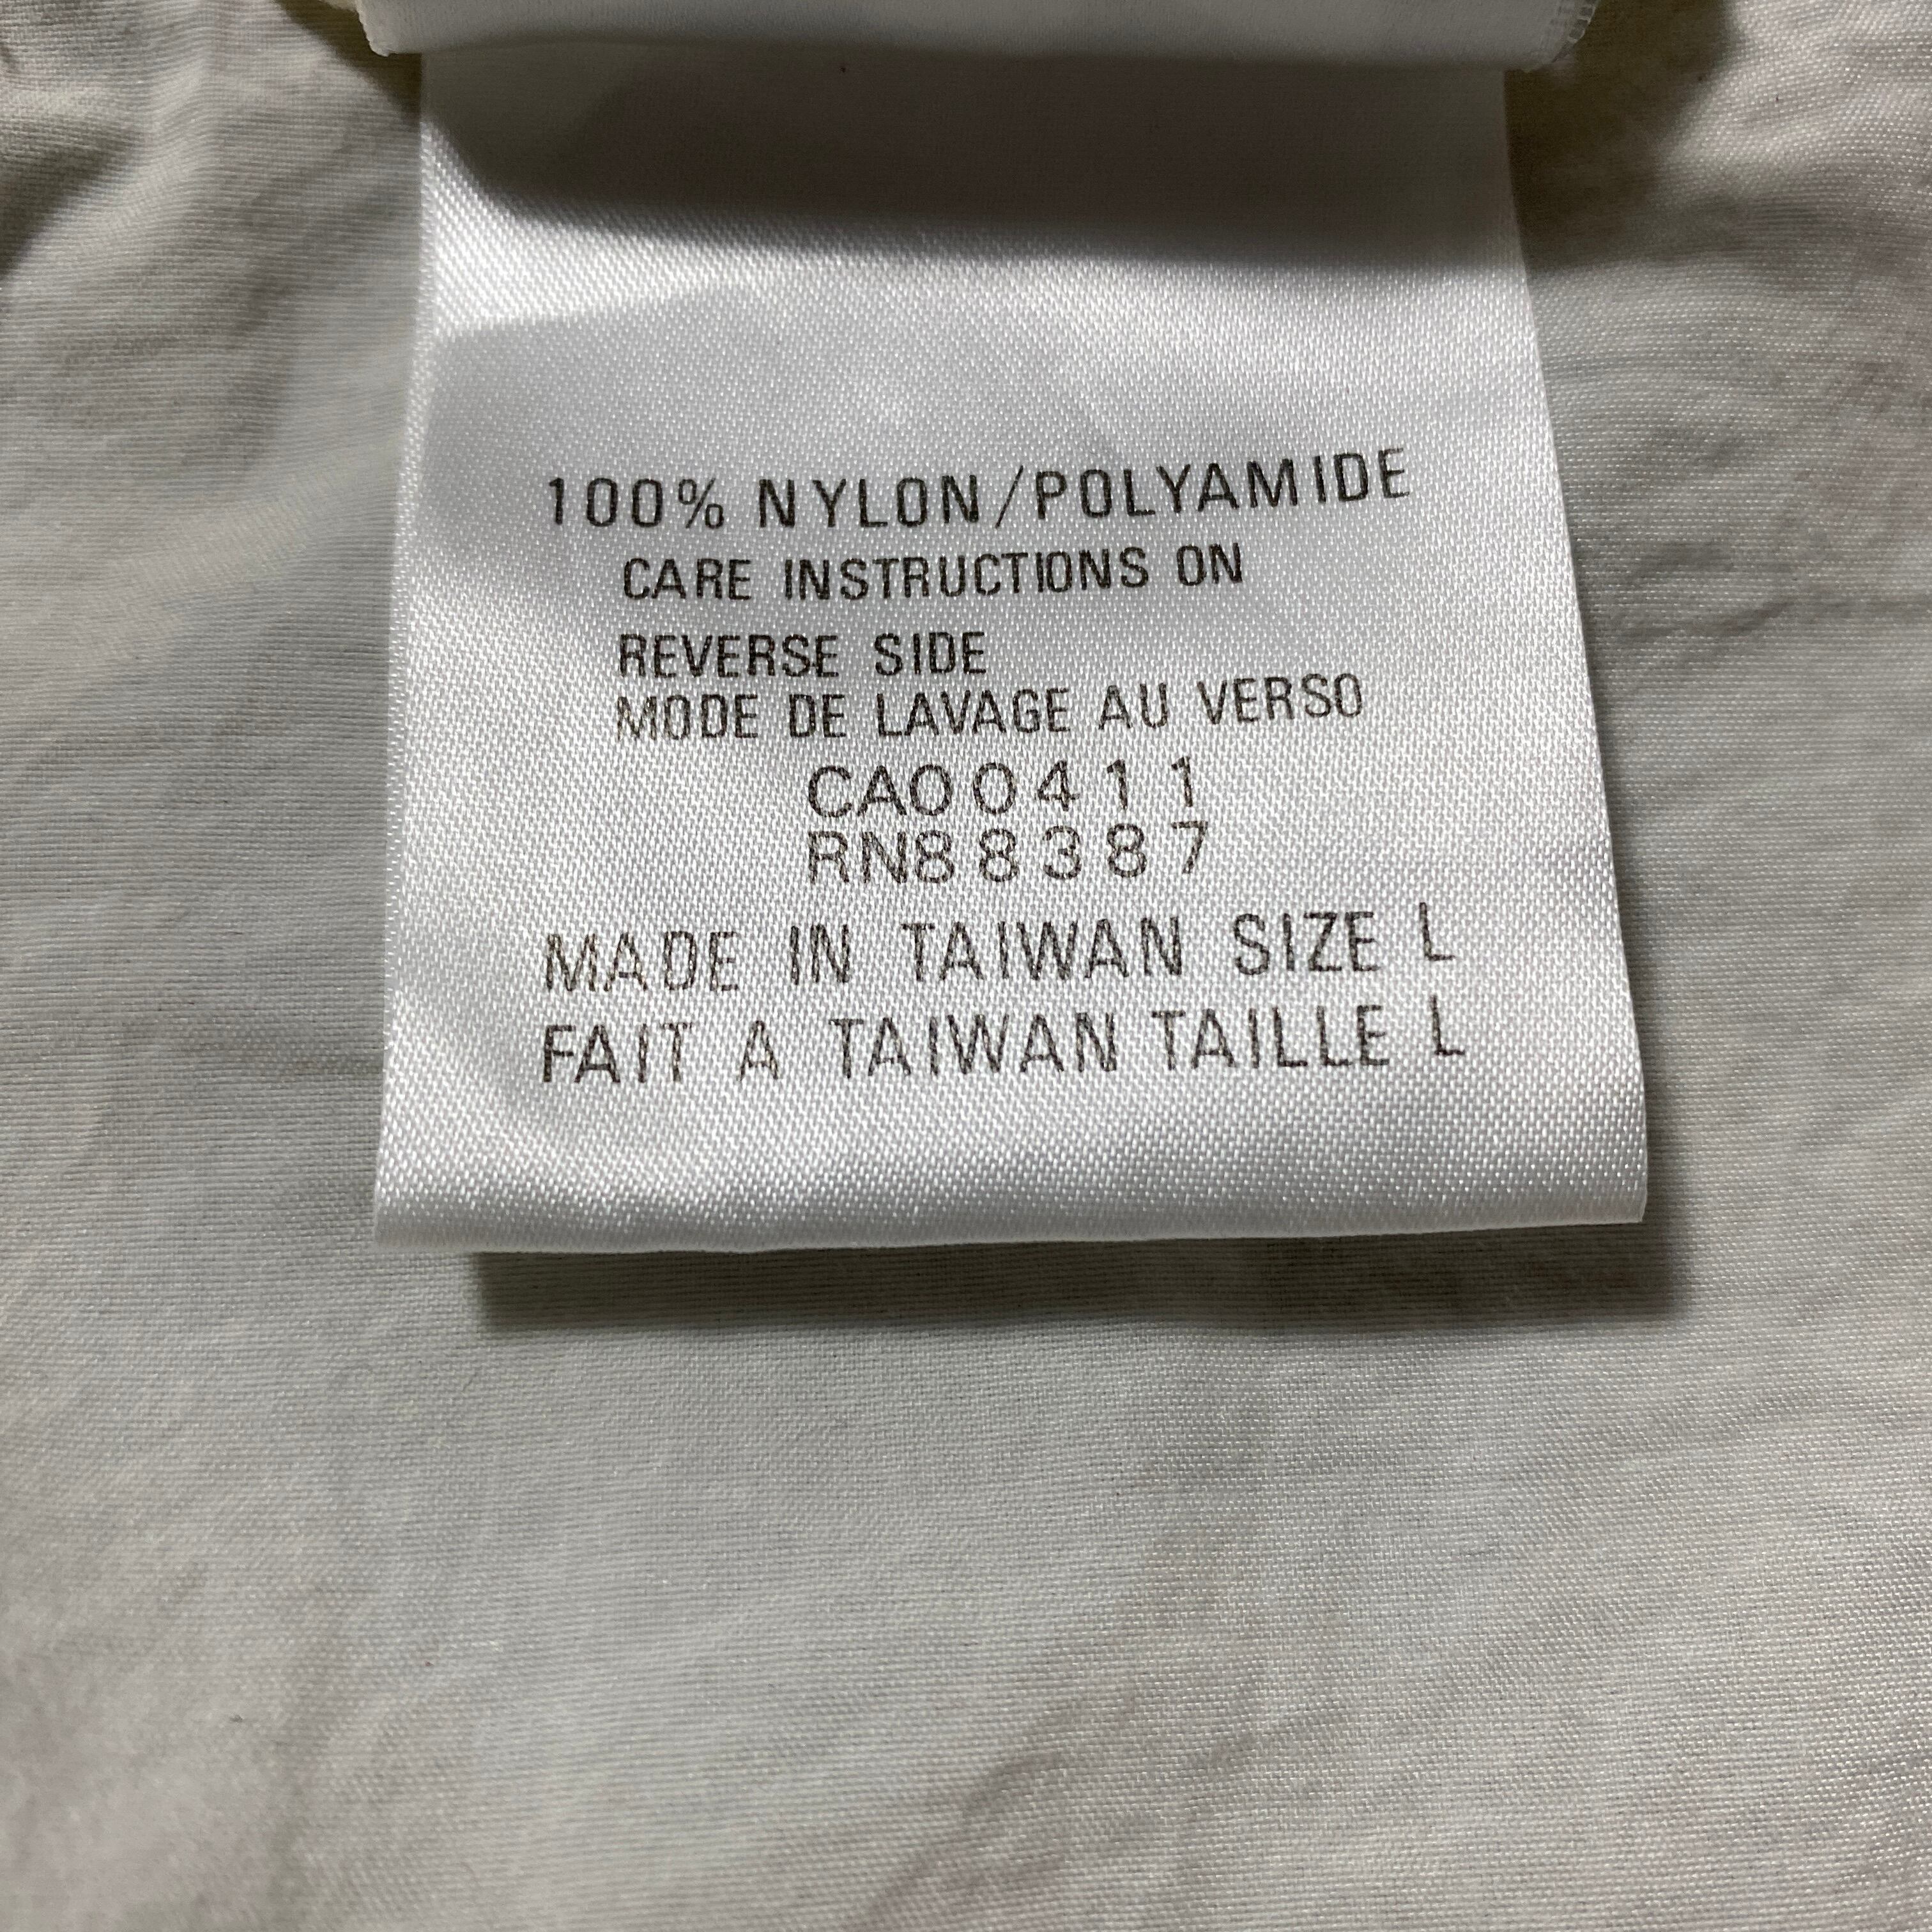 100% NYLON/POLYAMIDE
CARE INSTRUCTIONS ON
REVERSE SIDE
MODE DE LAVAGE AU VERSO
CA00411
RN88387
MADE IN TAIWAN SIZE L
FAIT A TAIWAN TAILLE L